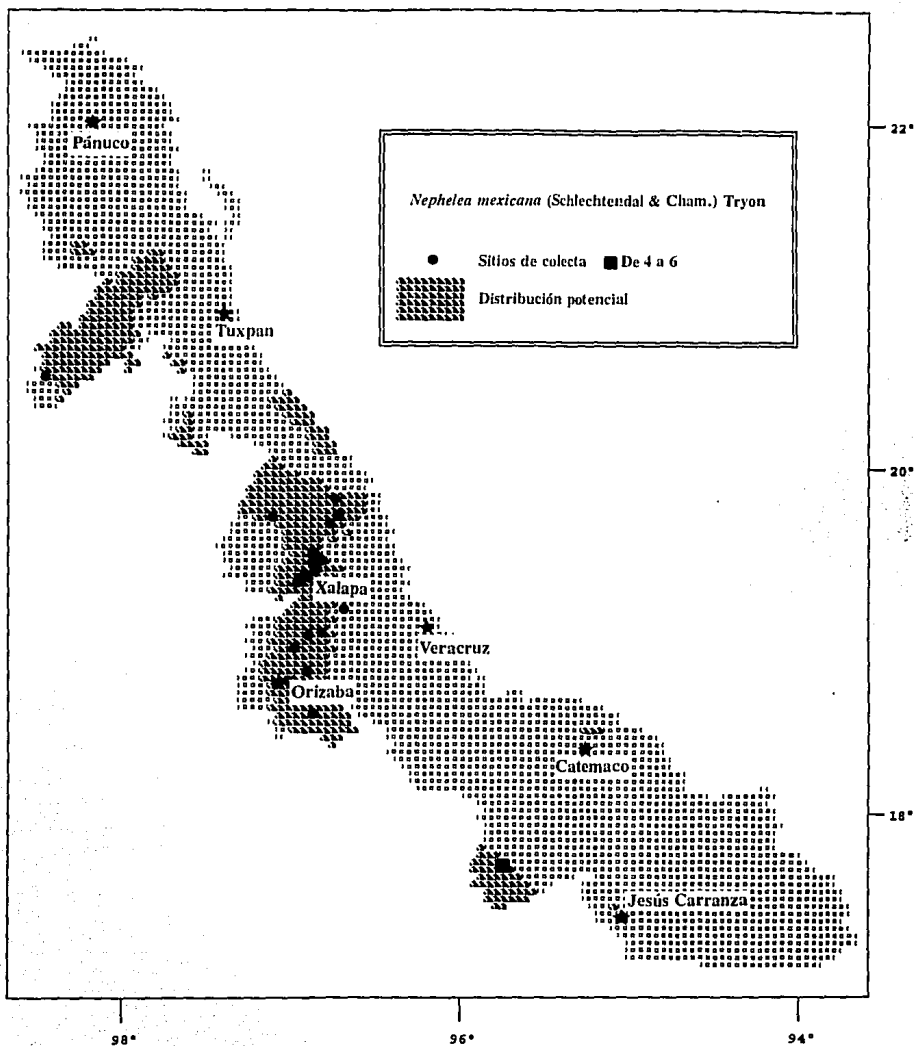 Pánuco
22°
Nephelea mexicana (Schlechtendal & Cham.) Tryon
Sitios de colecta De 4 a 6
Distribución potencial
Tuxpan
20°
Xalapa
Veracruz
Orizaba
Catemaco
18°
Jesús Carranza
98°
96°
94°